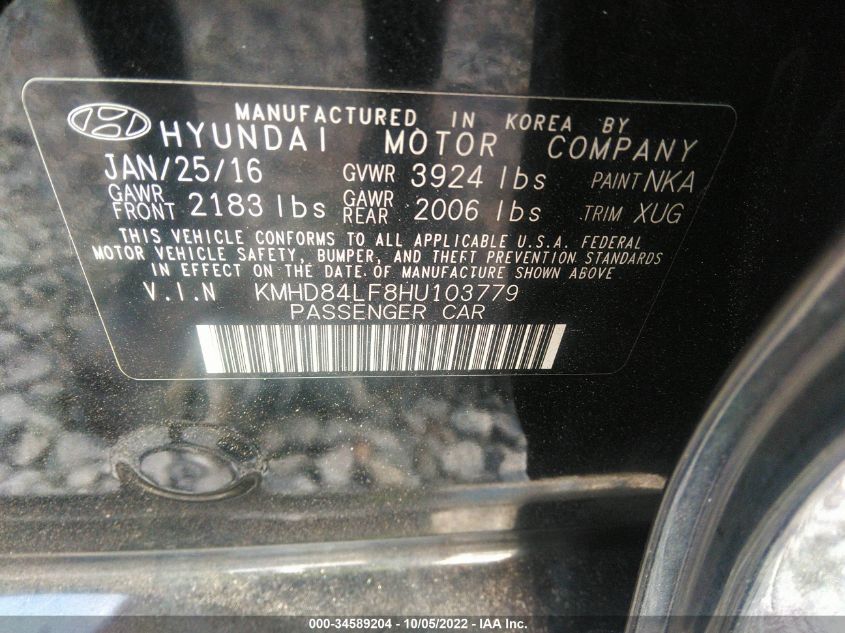 MANUFACTURED IN KOREA BY
HYUNDAI MOTOR COMPANY
JAN/25/16 GVWR 3924 lbs PAINT NKA
GAWR FRONT 2183 lbs GAWR REAR 2006 lbs TRIM XUG
THIS VEHICLE CONFORMS TO ALL APPLICABLE U.S.A. FEDERAL
MOTOR VEHICLE SAFETY, BUMPER, AND THEFT PREVENTION STANDARDS
IN EFFECT ON THE DATE OF MANUFACTURE SHOWN ABOVE
V.I.N KMHD84LF8HU103779
PASSENGER CAR
000-34589204 - 10/05/2022 - IAA Inc.